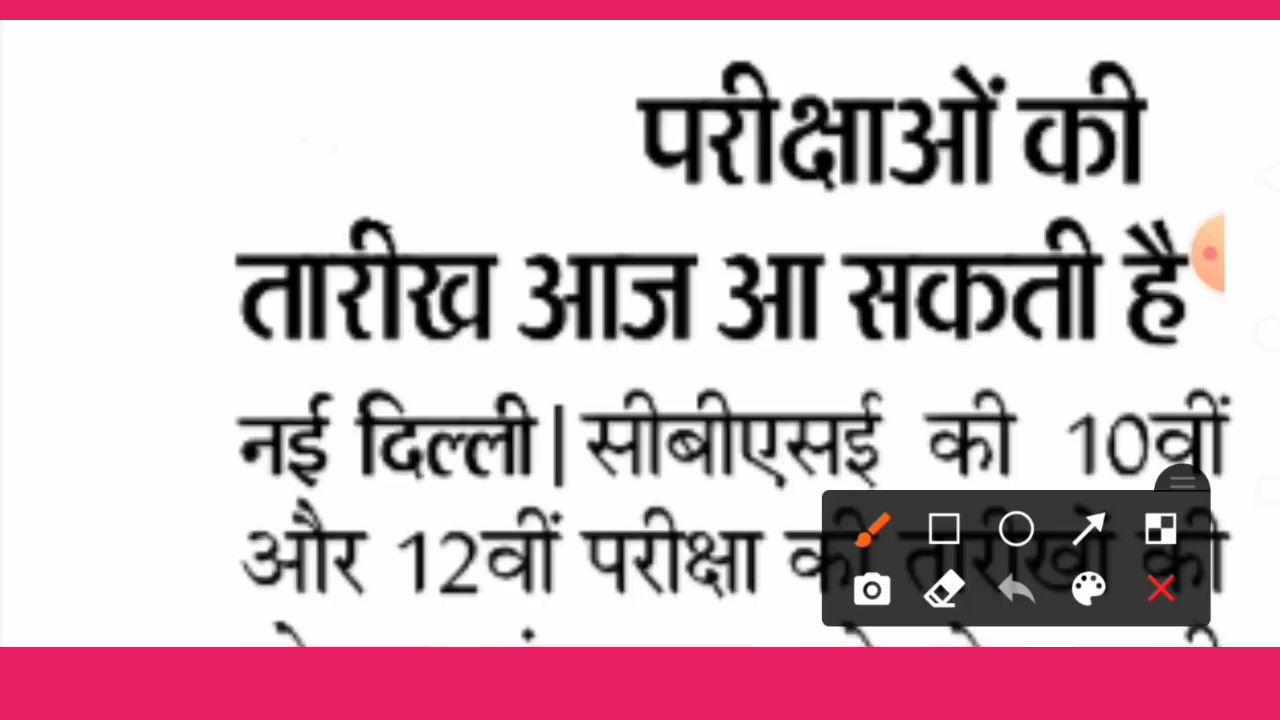 परीक्षाओं की
तारीख आज आ सकती है
नई दिल्ली| सीबीएसई की 10वीं
और 12वीं परीक्षा की तारीखों की